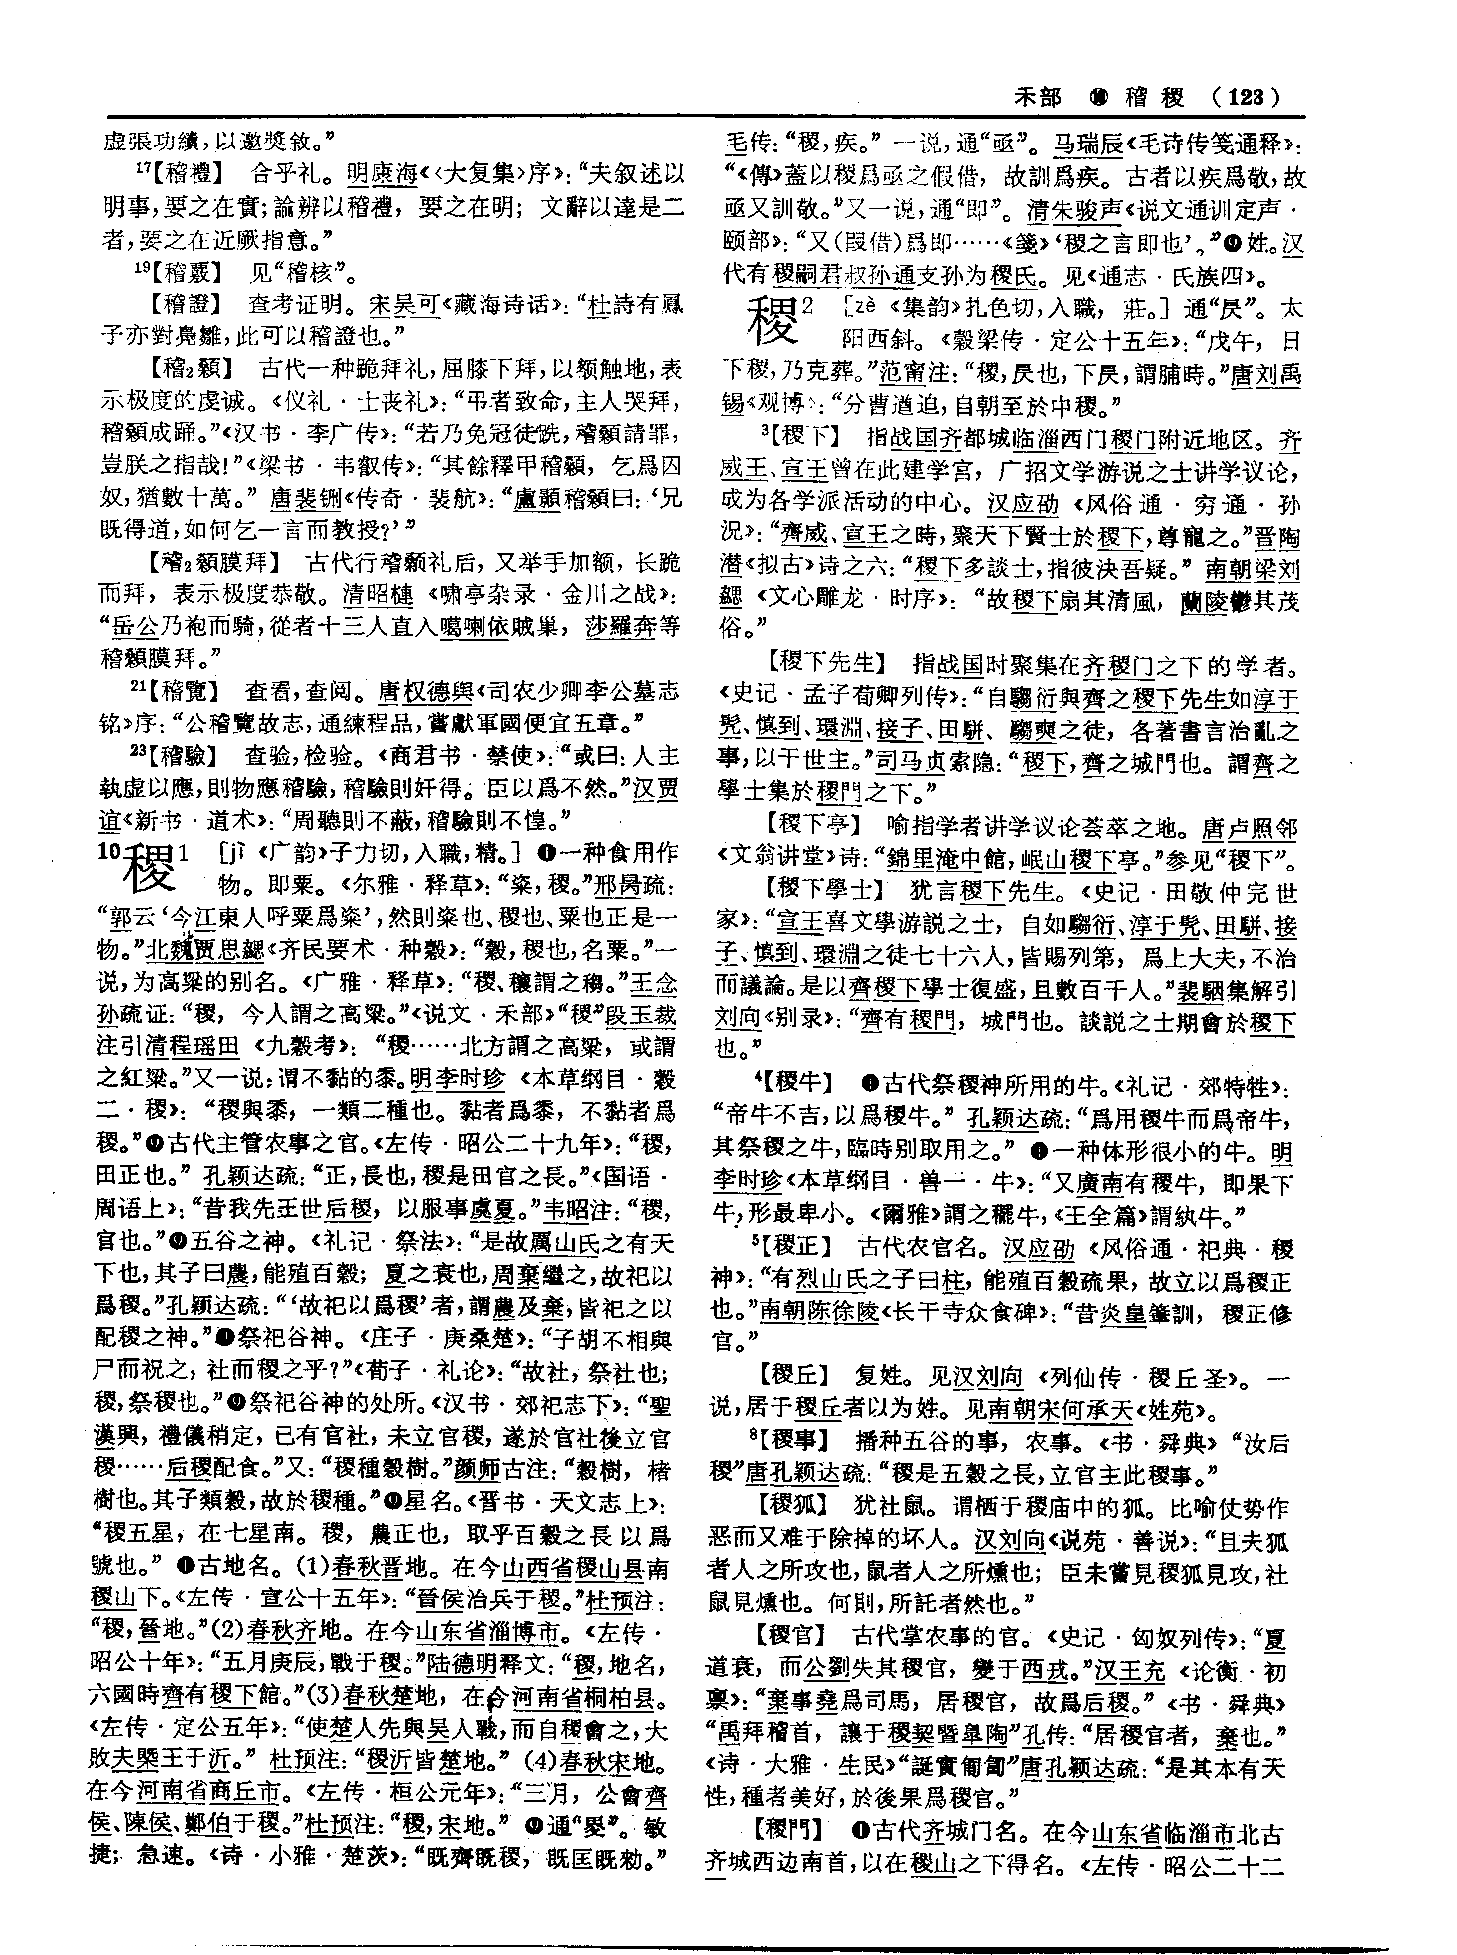 禾部 ❿ 稽 稷 (123)
虚張功績,以邀獎敘。”
¹⁷【稽禮】 合乎礼。明康海《〈大复集〉序》:“夫叙述以
明事,要之在實;論辨以稽禮,要之在明;文辭以達是二
者,要之在近厥指意。”
¹⁹【稽覈】 见“稽核”。
【稽證】 查考证明。宋吴可《藏海诗话》:“杜詩有鳳
子亦對鳧雛,此可以稽證也。”
【稽₂顙】 古代一种跪拜礼,屈膝下拜,以额触地,表
示极度的虔诚。《仪礼·士丧礼》:“弔者致命,主人哭拜,
稽顙成踊。”《汉书·李广传》:“若乃免冠徒跣,稽顙請罪,
豈朕之指哉!”《梁书·韦叡传》:“其餘釋甲稽顙,乞爲囚
奴,猶數十萬。”唐裴铏《传奇·裴航》:“盧顥稽顙曰:‘兄
既得道,如何乞一言而教授?’”
【稽₂顙膜拜】 古代行稽顙礼后,又举手加额,长跪
而拜,表示极度恭敬。清昭梿《啸亭杂录·金川之战》:
“岳公乃袍而騎,從者十三人直入噶喇依賊巢,莎羅奔等
稽顙膜拜。”
²¹【稽覽】 查看,查阅。唐权德舆《司农少卿李公墓志
铭》序:“公稽覽故志,通練程品,嘗獻軍國便宜五章。”
²³【稽驗】 查验,检验。《商君书·禁使》:“或曰:人主
執虚以應,則物應稽驗,稽驗則奸得。臣以爲不然。”汉贾
谊《新书·道术》:“周聽則不蔽,稽驗則不惶。”
10稷1 [jì 《广韵》子力切,入職,精。] ❶一种食用作
物。即粟。《尔雅·释草》:“粢,稷。”邢昺疏:
“郭云‘今江東人呼粟爲粢’,然則粢也、稷也、粟也正是一
物。”北魏贾思勰《齐民要术·种穀》:“穀,稷也,名粟。”一
说,为高粱的别名。《广雅·释草》:“稷、穰謂之䅣。”王念
孙疏证:“稷,今人謂之高粱。”《说文·禾部》“稷”段玉裁
注引清程瑶田《九穀考》:“稷……北方謂之高粱,或謂
之紅粱。”又一说:谓不黏的黍。明李时珍《本草纲目·穀
二·稷》:“稷與黍,一類二種也。黏者爲黍,不黏者爲
稷。”❷古代主管农事之官。《左传·昭公二十九年》:“稷,
田正也。”孔颖达疏:“正,長也,稷是田官之長。”《国语·
周语上》:“昔我先王世后稷,以服事虞夏。”韦昭注:“稷,
官也。”❸五谷之神。《礼记·祭法》:“是故厲山氏之有天
下也,其子曰農,能殖百穀;夏之衰也,周棄繼之,故祀以
爲稷。”孔颖达疏:“‘故祀以爲稷’者,謂農及棄,皆祀之以
配稷之神。”❹祭祀谷神。《庄子·庚桑楚》:“子胡不相與
尸而祝之,社而稷之乎?”《荀子·礼论》:“故社,祭社也;
稷,祭稷也。”❺祭祀谷神的处所。《汉书·郊祀志下》:“聖
漢興,禮儀稍定,已有官社,未立官稷,遂於官社後立官
稷……后稷配食。”又:“稷種穀樹。”颜师古注:“穀樹,楮
樹也。其子類穀,故於稷種。”❻星名。《晋书·天文志上》:
“稷五星,在七星南。稷,農正也,取乎百穀之長以爲
號也。”❼古地名。(1)春秋晋地。在今山西省稷山县南
稷山下。《左传·宣公十五年》:“晉侯治兵于稷。”杜预注:
“稷,晉地。”(2)春秋齐地。在今山东省淄博市。《左传·
昭公十年》:“五月庚辰,戰于稷。”陆德明释文:“稷,地名,
六國時齊有稷下館。”(3)春秋楚地,在今河南省桐柏县。
《左传·定公五年》:“使楚人先與吴人戰,而自稷會之,大
敗夫槩王于沂。”杜预注:“稷沂皆楚地。”(4)春秋宋地。
在今河南省商丘市。《左传·桓公元年》:“三月,公會齊
侯、陳侯、鄭伯于稷。”杜预注:“稷,宋地。”❽通“畟”。敏
捷;急速。《诗·小雅·楚茨》:“既齊既稷,既匡既勑。”
毛传:“稷,疾。”一说,通“亟”。马瑞辰《毛诗传笺通释》:
“《傳》蓋以稷爲亟之假借,故訓爲疾。古者以疾爲敬,故
亟又訓敬。”又一说,通“即”。清朱骏声《说文通训定声·
颐部》:“又(叚借)爲即……《箋》‘稷之言即也’。”❾姓。汉
代有稷嗣君叔孙通支孙为稷氏。见《通志·氏族四》。
稷2 [zè 《集韵》扎色切,入職,莊。] 通“昃”。太
阳西斜。《穀梁传·定公十五年》:“戊午,日
下稷,乃克葬。”范甯注:“稷,昃也,下昃,謂晡時。”唐刘禹
锡《观博》:“分曹遒迫,自朝至於中稷。”
³【稷下】 指战国齐都城临淄西门稷门附近地区。齐
威王、宣王曾在此建学宫,广招文学游说之士讲学议论,
成为各学派活动的中心。汉应劭《风俗通·穷通·孙
况》:“齊威、宣王之時,聚天下賢士於稷下,尊寵之。”晋陶
潜《拟古》诗之六:“稷下多談士,指彼決吾疑。”南朝梁刘
勰《文心雕龙·时序》:“故稷下扇其清風,蘭陵鬱其茂
俗。”
【稷下先生】 指战国时聚集在齐稷门之下的学者。
《史记·孟子荀卿列传》:“自騶衍與齊之稷下先生如淳于
髡、慎到、環淵、接子、田駢、騶奭之徒,各著書言治亂之
事,以干世主。”司马贞索隐:“稷下,齊之城門也。謂齊之
學士集於稷門之下。”
【稷下亭】 喻指学者讲学议论荟萃之地。唐卢照邻
《文翁讲堂》诗:“錦里淹中館,岷山稷下亭。”参见“稷下”。
【稷下學士】 犹言稷下先生。《史记·田敬仲完世
家》:“宣王喜文學游説之士,自如騶衍、淳于髡、田駢、接
子、慎到、環淵之徒七十六人,皆賜列第,爲上大夫,不治
而議論。是以齊稷下學士復盛,且數百千人。”裴駰集解引
刘向《别录》:“齊有稷門,城門也。談説之士期會於稷下
也。”
⁴【稷牛】 ❶古代祭稷神所用的牛。《礼记·郊特牲》:
“帝牛不吉,以爲稷牛。”孔颖达疏:“爲用稷牛而爲帝牛,
其祭稷之牛,臨時别取用之。”❷一种体形很小的牛。明
李时珍《本草纲目·兽一·牛》:“又廣南有稷牛,即果下
牛,形最卑小。《爾雅》謂之犤牛,《王会篇》謂紈牛。”
⁵【稷正】 古代农官名。汉应劭《风俗通·祀典·稷
神》:“有烈山氏之子曰柱,能殖百穀疏果,故立以爲稷正
也。”南朝陈徐陵《长干寺众食碑》:“昔炎皇肇訓,稷正修
官。”
【稷丘】 复姓。见汉刘向《列仙传·稷丘圣》。一
说,居于稷丘者以为姓。见南朝宋何承天《姓苑》。
⁸【稷事】 播种五谷的事,农事。《书·舜典》“汝后
稷”唐孔颖达疏:“稷是五穀之長,立官主此稷事。”
【稷狐】 犹社鼠。谓栖于稷庙中的狐。比喻仗势作
恶而又难于除掉的坏人。汉刘向《说苑·善说》:“且夫狐
者人之所攻也,鼠者人之所燻也;臣未嘗見稷狐見攻,社
鼠見燻也。何則,所託者然也。”
【稷官】 古代掌农事的官。《史记·匈奴列传》:“夏
道衰,而公劉失其稷官,變于西戎。”汉王充《论衡·初
禀》:“棄事堯爲司馬,居稷官,故爲后稷。”《书·舜典》
“禹拜稽首,讓于稷契暨皋陶”孔传:“居稷官者,棄也。”
《诗·大雅·生民》“誕實匍匐”唐孔颖达疏:“是其本有天
性,種者美好,於後果爲稷官。”
【稷門】 ❶古代齐城门名。在今山东省临淄市北古
齐城西边南首,以在稷山之下得名。《左传·昭公二十二